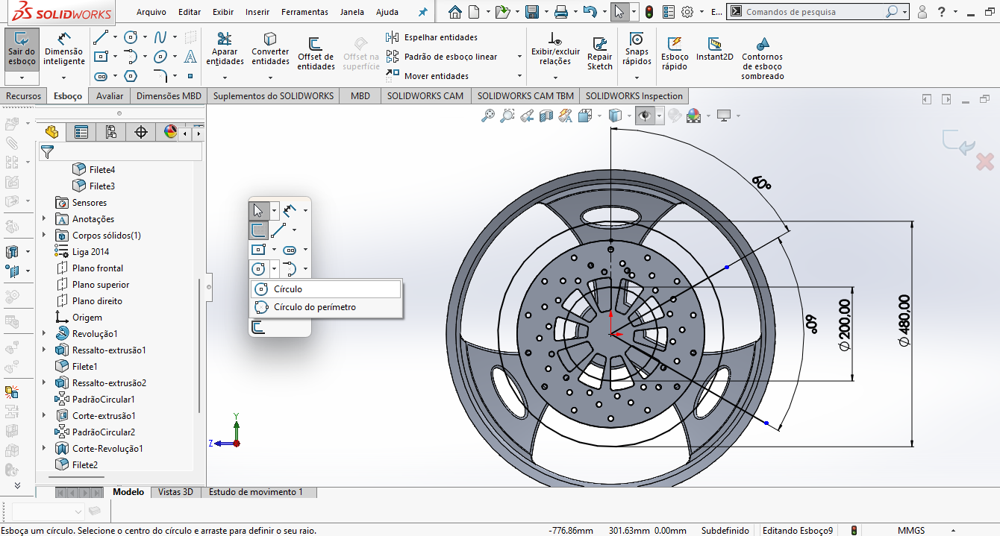 SOLIDWORKS
Arquivo Editar Exibir Inserir Ferramentas Janela Ajuda
E...
Comandos de pesquisa
?
Sair do esboço
Dimensão inteligente
Aparar entidades
Converter entidades
Offset de entidades
Offset na superfície
Espelhar entidades
Padrão de esboço linear
Mover entidades
Exibir/excluir relações
Repair Sketch
Snaps rápidos
Esboço rápido
Instant2D
Contornos de esboço sombreado
Recursos Esboço Avaliar Dimensões MBD Suplementos do SOLIDWORKS MBD SOLIDWORKS CAM SOLIDWORKS CAM TBM SOLIDWORKS Inspection
Filete4
Filete3
Sensores
Anotações
Corpos sólidos(1)
Liga 2014
Plano frontal
Plano superior
Plano direito
Origem
Revolução1
Ressalto-extrusão1
Filete1
Ressalto-extrusão2
PadrãoCircular1
Corte-extrusão1
PadrãoCircular2
Corte-Revolução1
Filete2
Círculo
Círculo do perímetro
60°
60°
Ø200,00
Ø480,00
Y
Z
Modelo Vistas 3D Estudo de movimento 1
Esboça um círculo. Selecione o centro do círculo e arraste para definir o seu raio.
-776.86mm 301.63mm 0.00mm Subdefinido Editando Esboço9 MMGS